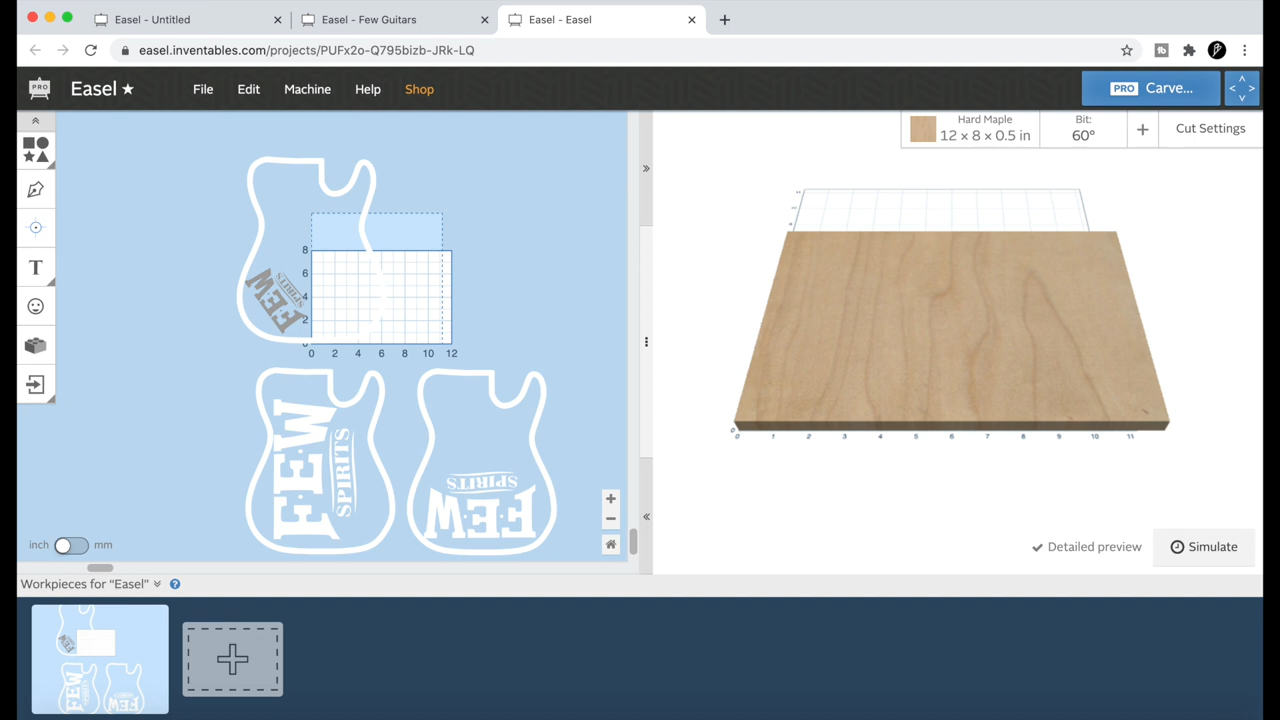 Easel - Untitled
Easel - Few Guitars
Easel - Easel
easel.inventables.com/projects/PUFx2o-Q795bizb-JRk-LQ
PRO
Easel ★
File Edit Machine Help Shop
PRO Carve...
Hard Maple
12 × 8 × 0.5 in
Bit:
60°
Cut Settings
T
8
6
4
2
0
0 2 4 6 8 10 12
FEW
SPIRITS
F·E·W
SPIRITS
SPIRITS
F·E·W
0 1 2 3 4 5 6 7 8 9 10 11
inch mm
Detailed preview
Simulate
Workpieces for “Easel”
FEW
FEW
FEW